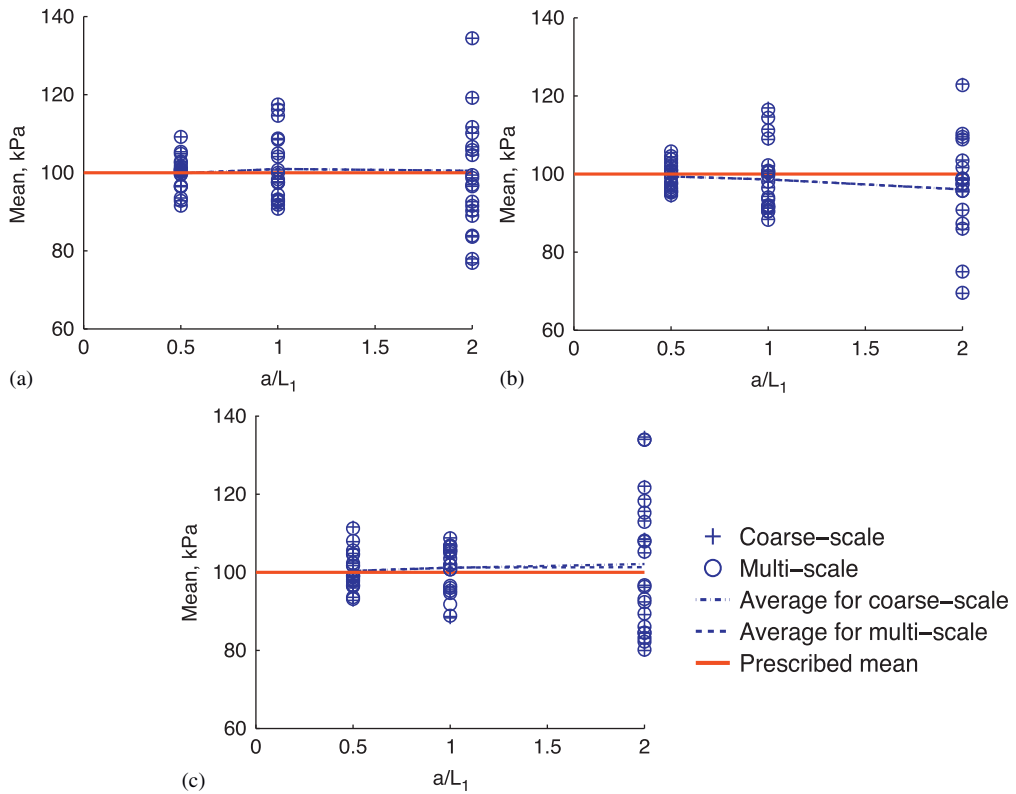 140
120
100
80
60
Mean, kPa
0 0.5 1 1.5 2
a/L₁
(a)
140
120
100
80
60
Mean, kPa
0 0.5 1 1.5 2
a/L₁
(b)
140
120
100
80
60
Mean, kPa
0 0.5 1 1.5 2
a/L₁
(c)
Coarse–scale
Multi–scale
Average for coarse–scale
Average for multi–scale
Prescribed mean